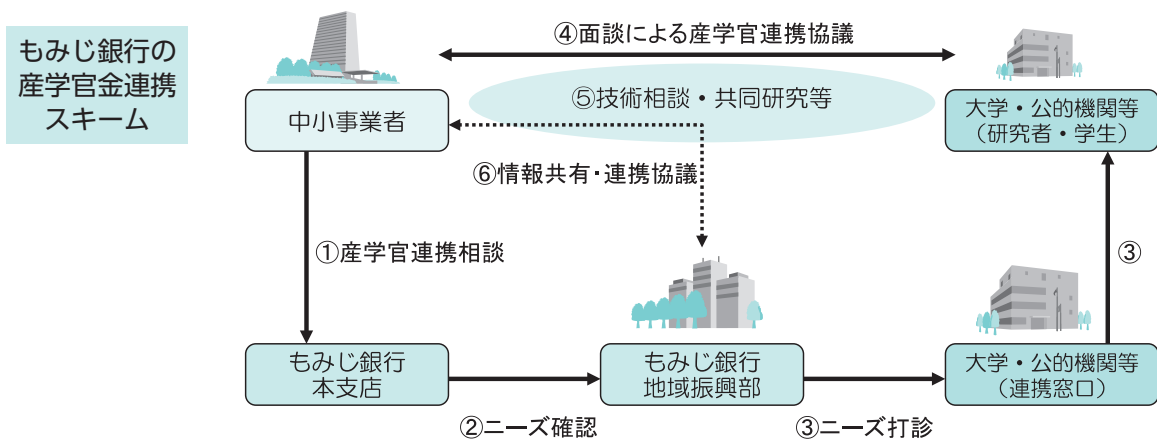 もみじ銀行の
産学官金連携
スキーム
④面談による産学官連携協議
⑤技術相談・共同研究等
中小事業者
大学・公的機関等
（研究者・学生）
⑥情報共有・連携協議
①産学官連携相談
③
もみじ銀行
本支店
もみじ銀行
地域振興部
大学・公的機関等
（連携窓口）
②ニーズ確認
③ニーズ打診